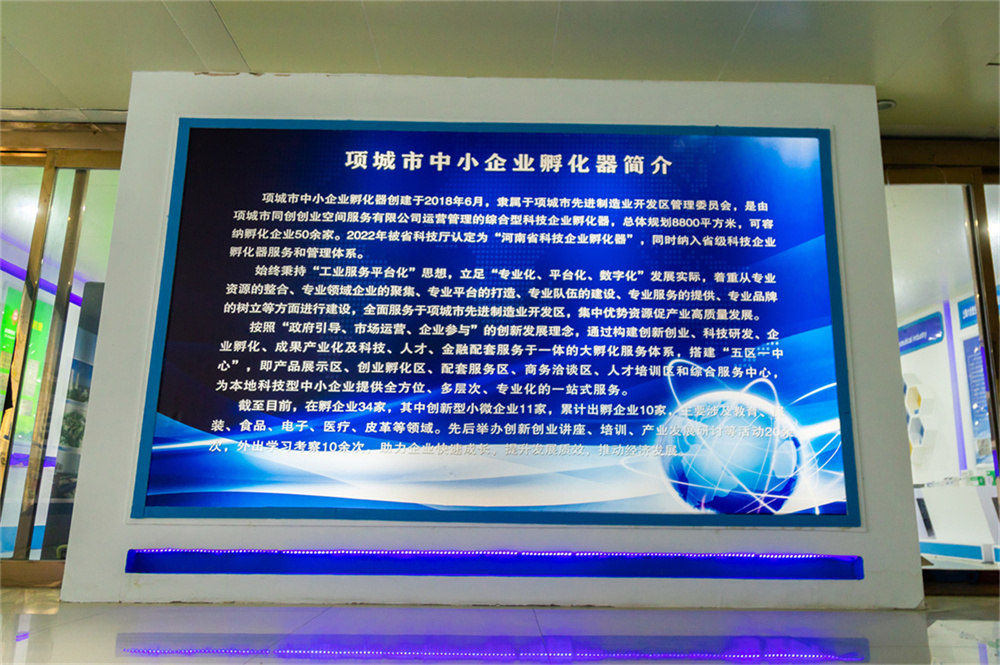 项城市中小企业孵化器简介
项城市中小企业孵化器创建于2018年6月，隶属于项城市先进制造业开发区管理委员会，是由
项城市同创创业空间服务有限公司运营管理的综合型科技企业孵化器，总体规划8800平方米，可容
纳孵化企业50余家。2022年被省科技厅认定为“河南省科技企业孵化器”，同时纳入省级科技企业
孵化器服务和管理体系。
始终秉持“工业服务平台化”思想，立足“专业化、平台化、数字化”发展实际，着重从专业
资源的整合、专业领域企业的聚集、专业平台的打造、专业队伍的建设、专业服务的提供、专业品牌
的树立等方面进行建设，全面服务于项城市先进制造业开发区，集中优势资源促产业高质量发展。
按照“政府引导、市场运营、企业参与”的创新发展理念，通过构建创新创业、科技研发、企
业孵化、成果产业化及科技、人才、金融配套服务于一体的大孵化服务体系，搭建“五区一中
心”，即产品展示区、创业孵化区、配套服务区、商务洽谈区、人才培训区和综合服务中心，
为本地科技型中小企业提供全方位、多层次、专业化的一站式服务。
截至目前，在孵企业34家，其中创新型小微企业11家，累计出孵企业10家，主要涉及教育、服
装、食品、电子、医疗、皮革等领域。先后举办创新创业讲座、培训、产业发展研讨等活动20余
次，外出学习考察10余次，助力企业快速成长，提升发展质效，推动经济发展。